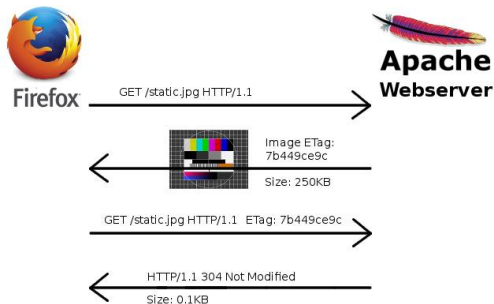 Firefox
Apache
Webserver
GET /static.jpg HTTP/1.1
Image ETag:
7b449ce9c
Size: 250KB
GET /static.jpg HTTP/1.1 ETag: 7b449ce9c
HTTP/1.1 304 Not Modified
Size: 0.1KB